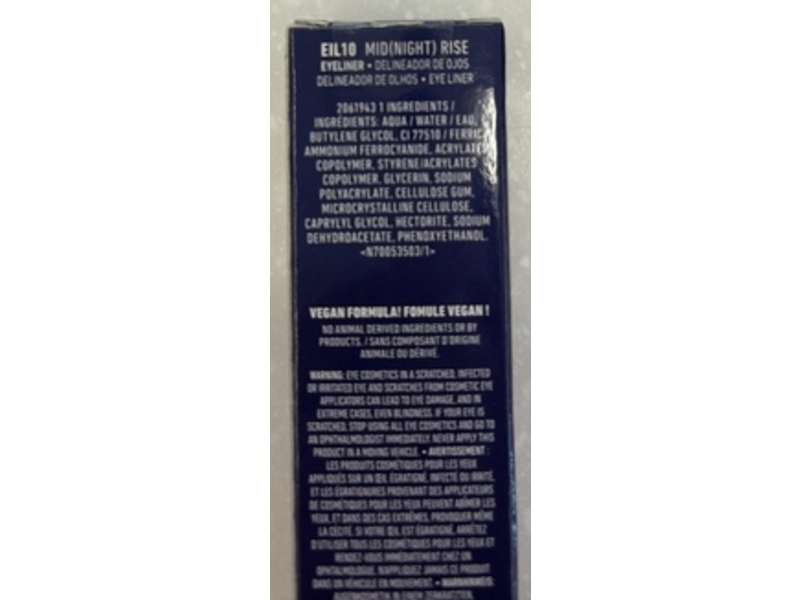 EIL10 MID(NIGHT) RISE
EYELINER • DELINEADOR DE OJOS
DELINEADOR DE OLHOS • EYE LINER
2061943 1 INGREDIENTS /
INGRÉDIENTS: AQUA / WATER / EAU,
BUTYLENE GLYCOL, CI 77510 / FERRIC
AMMONIUM FERROCYANIDE, ACRYLATES
COPOLYMER, STYRENE/ACRYLATES
COPOLYMER, GLYCERIN, SODIUM
POLYACRYLATE, CELLULOSE GUM,
MICROCRYSTALLINE CELLULOSE,
CAPRYLYL GLYCOL, HECTORITE, SODIUM
DEHYDROACETATE, PHENOXYETHANOL.
<N70053503/1>
VEGAN FORMULA! FOMULE VEGAN !
NO ANIMAL DERIVED INGREDIENTS OR BY
PRODUCTS. / SANS COMPOSANT D'ORIGINE
ANIMALE OU DÉRIVÉ.
WARNING: EYE COSMETICS IN A SCRATCHED, INFECTED
OR IRRITATED EYE AND SCRATCHES FROM COSMETIC EYE
APPLICATORS CAN LEAD TO EYE DAMAGE, AND IN
EXTREME CASES, EVEN BLINDNESS. IF YOUR EYE IS
SCRATCHED, STOP USING ALL EYE COSMETICS AND GO TO
AN OPHTHALMOLOGIST IMMEDIATELY. NEVER APPLY THIS
PRODUCT IN A MOVING VEHICLE. • AVERTISSEMENT :
LES PRODUITS COSMÉTIQUES POUR LES YEUX
APPLIQUÉS SUR UN ŒIL ÉGRATIGNÉ, INFECTÉ OU IRRITÉ,
ET LES ÉGRATIGNURES PROVENANT DES APPLICATEURS
DE COSMÉTIQUES POUR LES YEUX PEUVENT ABÎMER LES
YEUX, ET DANS DES CAS EXTRÊMES, PROVOQUER MÊME
LA CÉCITÉ. SI VOTRE ŒIL EST ÉGRATIGNÉ, ARRÊTEZ
D'UTILISER TOUS LES COSMÉTIQUES POUR LES YEUX ET
RENDEZ-VOUS IMMÉDIATEMENT CHEZ UN
OPHTALMOLOGUE. N'APPLIQUEZ JAMAIS CE PRODUIT
DANS UN VÉHICULE EN MOUVEMENT. • WARNHINWEIS:
AUGENKOSMETIK IN EINEM ZERKRATZTEN,